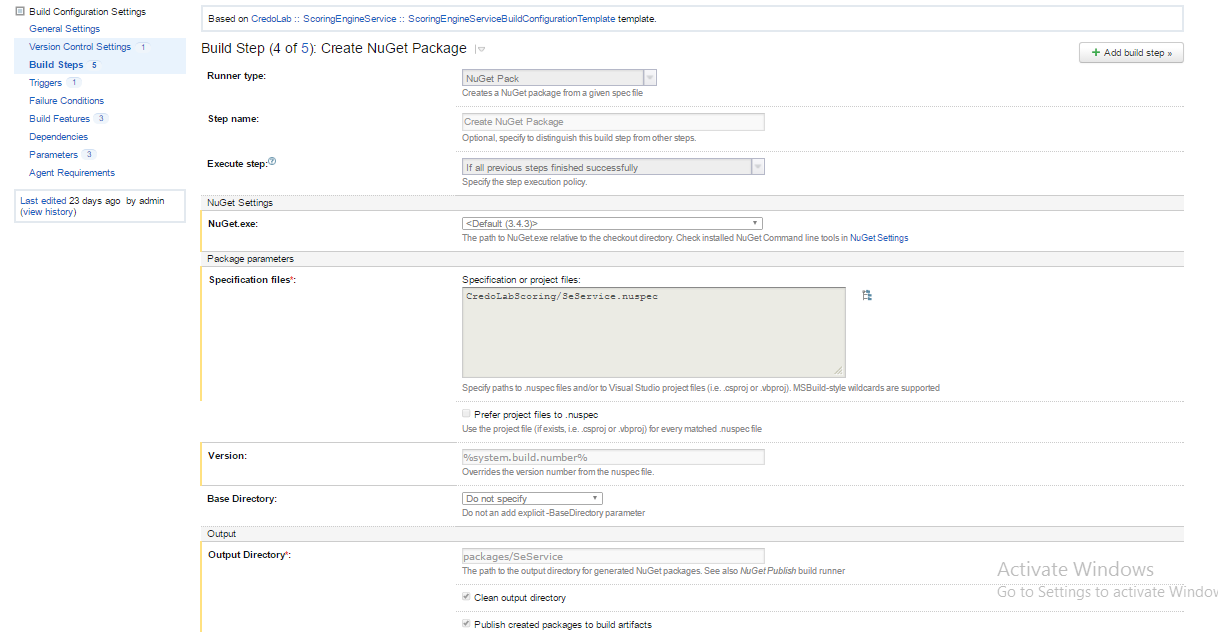 Build Configuration Settings
General Settings
Version Control Settings 1
Build Steps 5
Triggers 1
Failure Conditions
Build Features 3
Dependencies
Parameters 3
Agent Requirements
Last edited 23 days ago by admin
(view history)
Based on CredoLab :: ScoringEngineService :: ScoringEngineServiceBuildConfigurationTemplate template.
Build Step (4 of 5): Create NuGet Package
+ Add build step »
Runner type:
NuGet Pack
Creates a NuGet package from a given spec file
Step name:
Create NuGet Package
Optional, specify to distinguish this build step from other steps.
Execute step: ?
If all previous steps finished successfully
Specify the step execution policy.
NuGet Settings
NuGet.exe:
<Default (3.4.3)>
The path to NuGet.exe relative to the checkout directory. Check installed NuGet Command line tools in NuGet Settings
Package parameters
Specification files*:
Specification or project files:
CredoLabScoring/SeService.nuspec
Specify paths to .nuspec files and/or to Visual Studio project files (i.e. .csproj or .vbproj). MSBuild-style wildcards are supported
Prefer project files to .nuspec
Use the project file (if exists, i.e. .csproj or .vbproj) for every matched .nuspec file
Version:
%system.build.number%
Overrides the version number from the nuspec file.
Base Directory:
Do not specify
Do not an add explicit -BaseDirectory parameter
Output
Output Directory*:
packages/SeService
The path to the output directory for generated NuGet packages. See also NuGet Publish build runner
Clean output directory
Publish created packages to build artifacts
Activate Windows
Go to Settings to activate Window